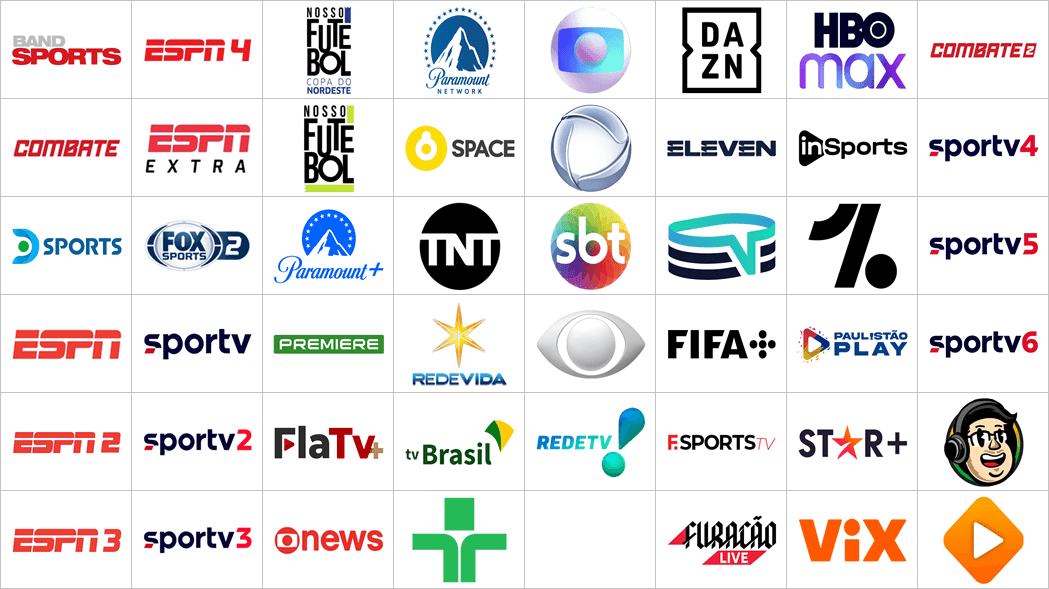 BAND
SPORTS
ESPN 4
NOSSO
FUTE
BOL
COPA DO
NORDESTE
Paramount
NETWORK
DA
ZN
HBO
max
COMBATE 2
COMBATE
ESPN
EXTRA
NOSSO
FUTE
BOL
SPACE
ELEVEN
inSports
sportv4
D SPORTS
FOX
SPORTS 2
Paramount+
TNT
sbt
1
sportv5
ESPN
sportv
PREMIERE
REDEVIDA
FIFA+
PAULISTÃO
PLAY
sportv6
ESPN 2
sportv2
FlaTv+
tv Brasil
REDETV!
F.SPORTSTV
STAR+
ESPN 3
sportv3
news
FURACÃO
LIVE
ViX